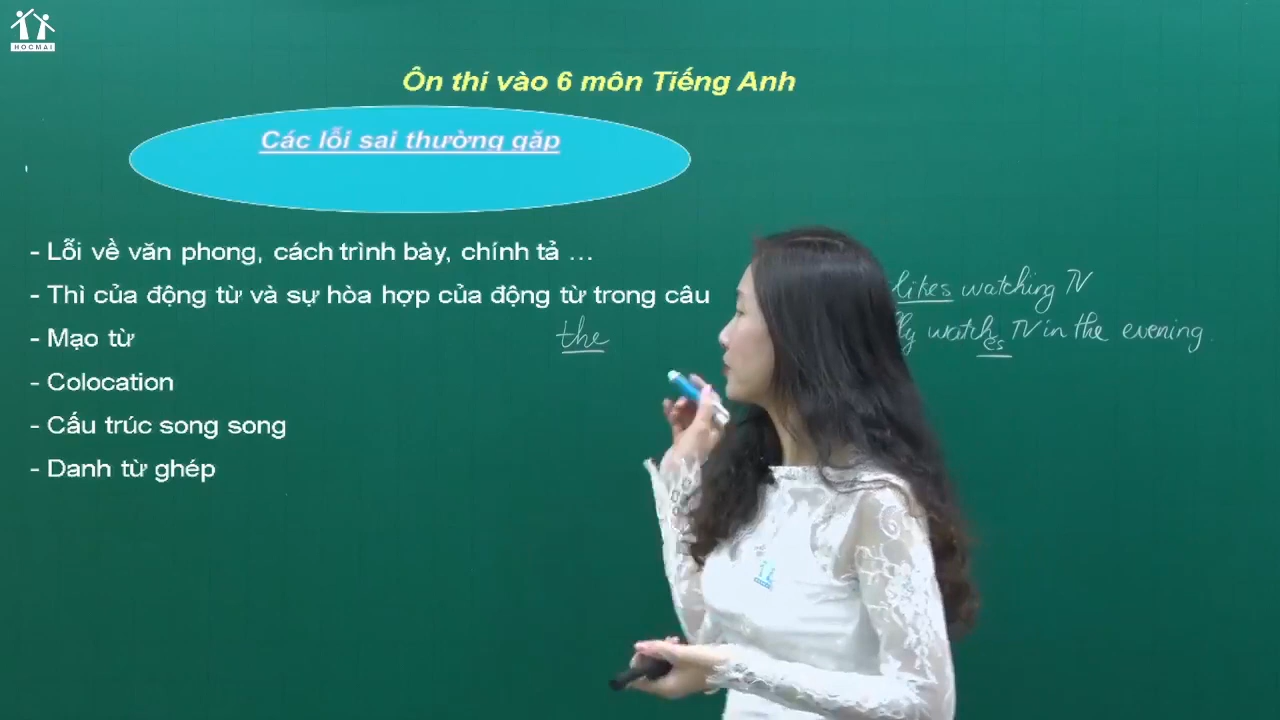 HOCMAI
Ôn thi vào 6 môn Tiếng Anh
Các lỗi sai thường gặp
- Lỗi về văn phong, cách trình bày, chính tả ...
- Thì của động từ và sự hòa hợp của động từ trong câu
- Mạo từ
- Colocation
- Cấu trúc song song
- Danh từ ghép
the
likes watching TV
watches TV in the evening.